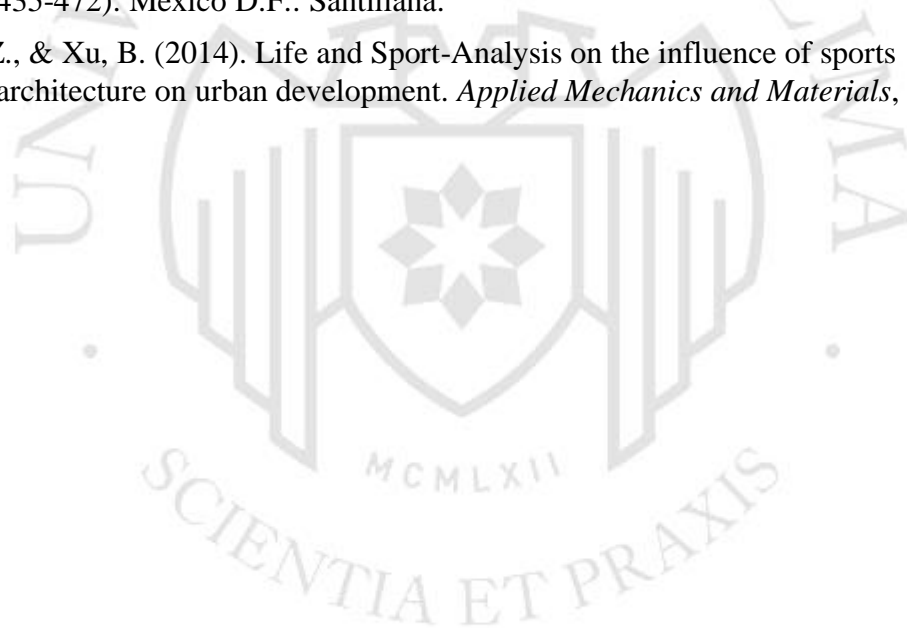 435-472). México D.F.: Santillana.
Z., & Xu, B. (2014). Life and Sport-Analysis on the influence of sports
architecture on urban development. Applied Mechanics and Materials,
MCMLXII
SCIENTIA ET PRAXIS